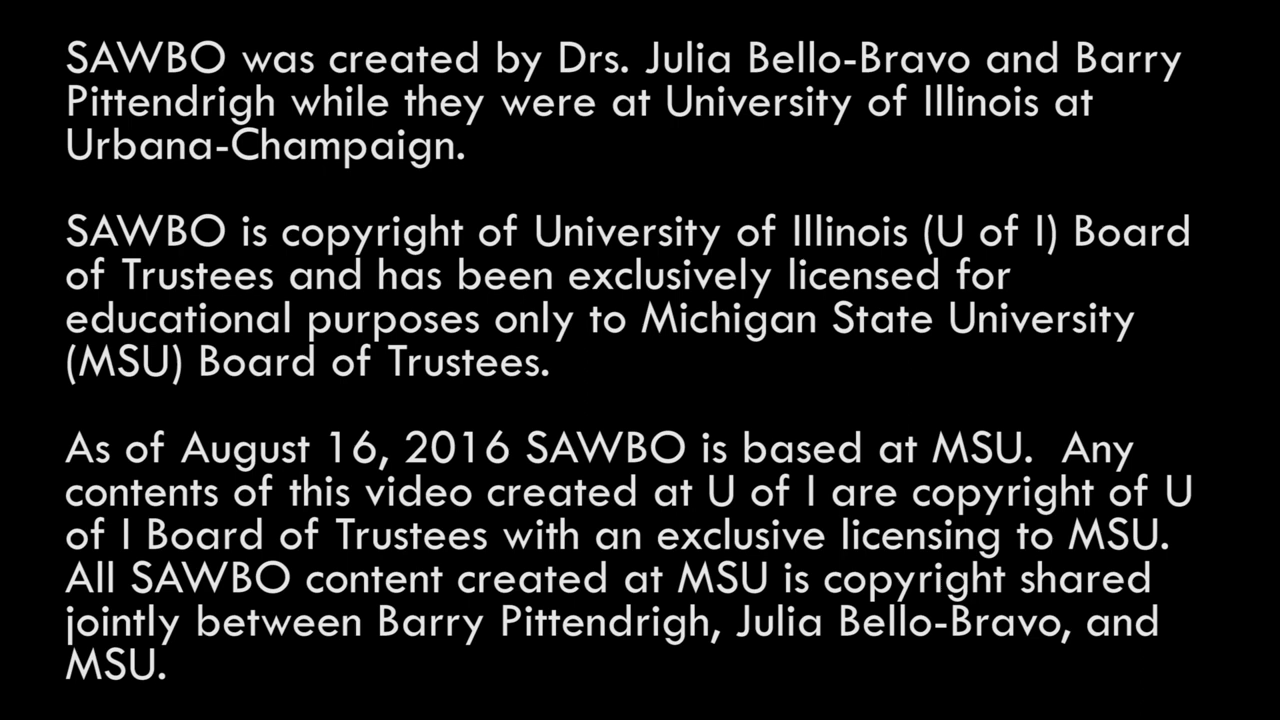 SAWBO was created by Drs. Julia Bello-Bravo and Barry
Pittendrigh while they were at University of Illinois at
Urbana-Champaign.
SAWBO is copyright of University of Illinois (U of I) Board
of Trustees and has been exclusively licensed for
educational purposes only to Michigan State University
(MSU) Board of Trustees.
As of August 16, 2016 SAWBO is based at MSU.  Any
contents of this video created at U of I are copyright of U
of I Board of Trustees with an exclusive licensing to MSU.
All SAWBO content created at MSU is copyright shared
jointly between Barry Pittendrigh, Julia Bello-Bravo, and
MSU.